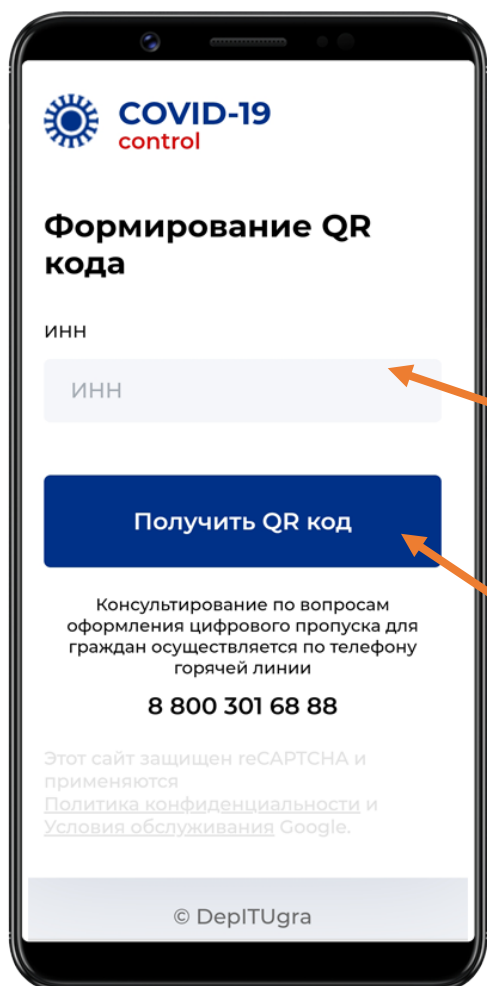 COVID-19
control
Формирование QR
кода
ИНН
ИНН
Получить QR код
Консультирование по вопросам
оформления цифрового пропуска для
граждан осуществляется по телефону
горячей линии
8 800 301 68 88
Этот сайт защищен reCAPTCHA и
применяются
Политика конфиденциальности и
Условия обслуживания Google.
© DepITUgra